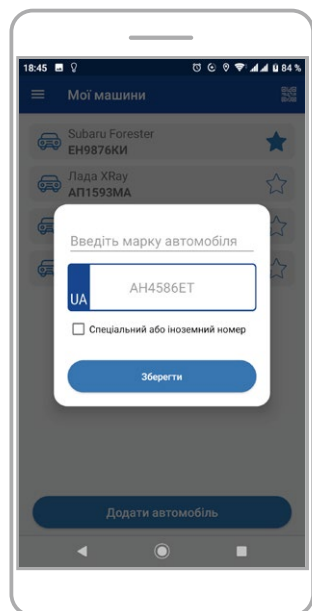 18:45
84 %
Мої машини
Subaru Forester
ЕН9876КИ
Лада XRay
АП1593МА
Введіть марку автомобіля
UA
АН4586ЕТ
Спеціальний або іноземний номер
Зберегти
Додати автомобіль